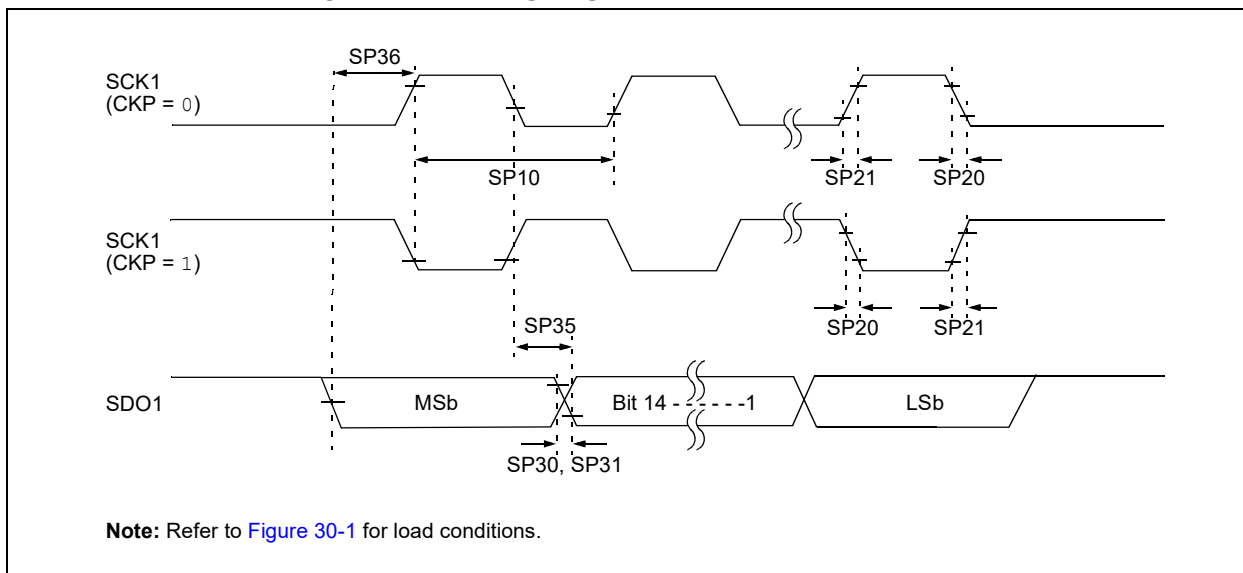 SP36
SCK1
(CKP = 0)
SP10
SP21
SP20
SCK1
(CKP = 1)
SP35
SP20
SP21
SDO1
MSb
Bit 14 - - - - - -1
LSb
SP30, SP31
Note: Refer to Figure 30-1 for load conditions.